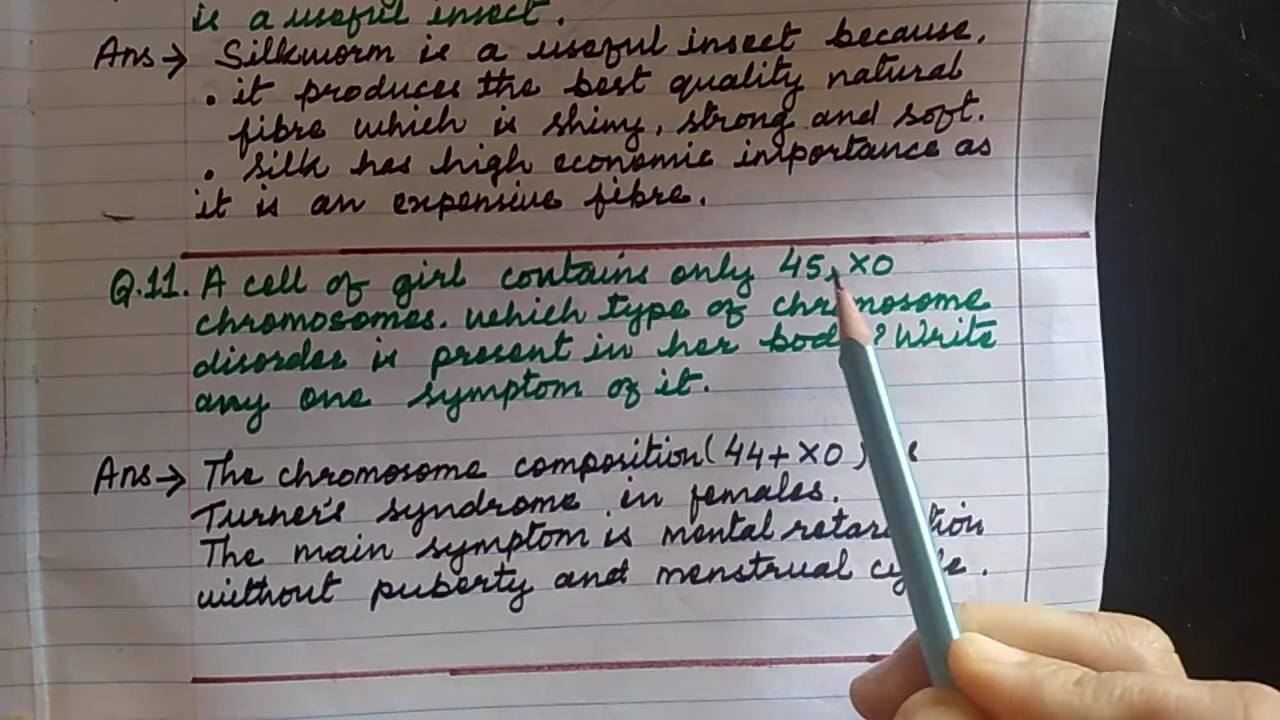 is a useful insect.
Ans → Silkworm is a useful insect because,
• it produces the best quality natural
fibre which is shiny, strong and soft.
• Silk has high economic importance as
it is an expensive fibre.
Q.11. A cell of girl contains only 45, XO
chromosomes. Which type of chromosome
disorder is present in her body? Write
any one symptom of it.
Ans → The chromosome composition (44+XO)
Turner's syndrome in females.
The main symptom is mental retardation
without puberty and menstrual cycle.